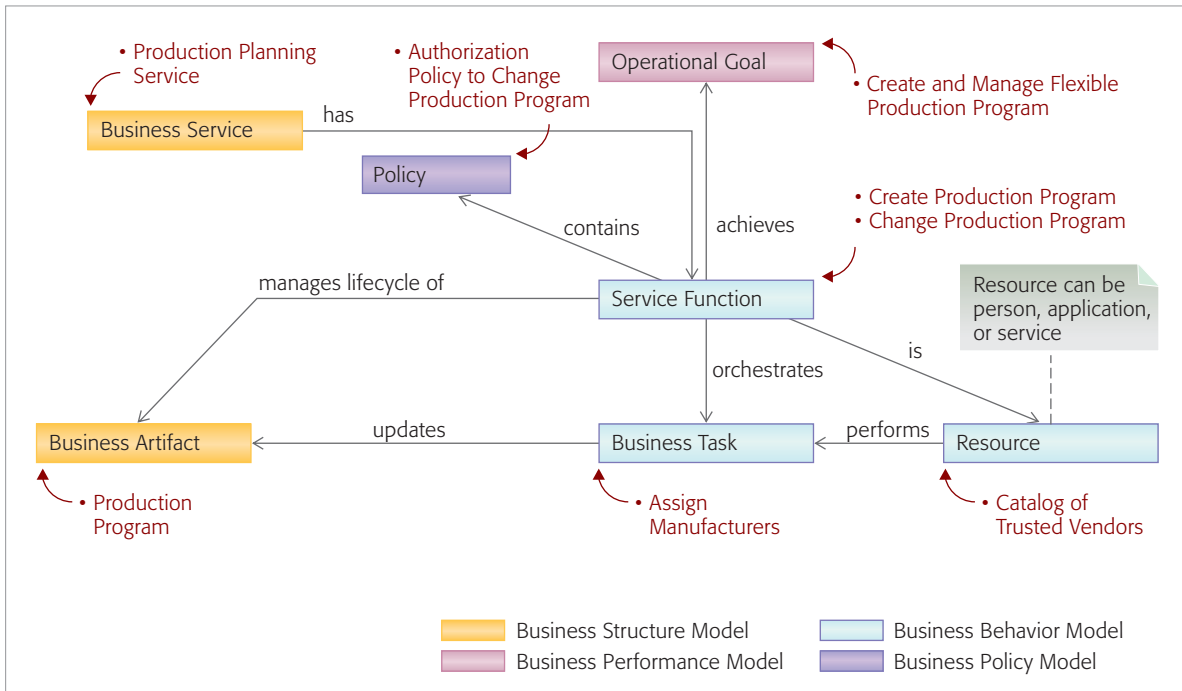 • Production Planning
Service
• Authorization
Policy to Change
Production Program
Operational Goal
• Create and Manage Flexible
Production Program
has
Business Service
Policy
• Create Production Program
• Change Production Program
contains
achieves
manages lifecycle of
Service Function
Resource can be
person, application,
or service
is
orchestrates
Business Artifact
updates
Business Task
performs
Resource
• Production
Program
• Assign
Manufacturers
• Catalog of
Trusted Vendors
Business Structure Model
Business Behavior Model
Business Performance Model
Business Policy Model